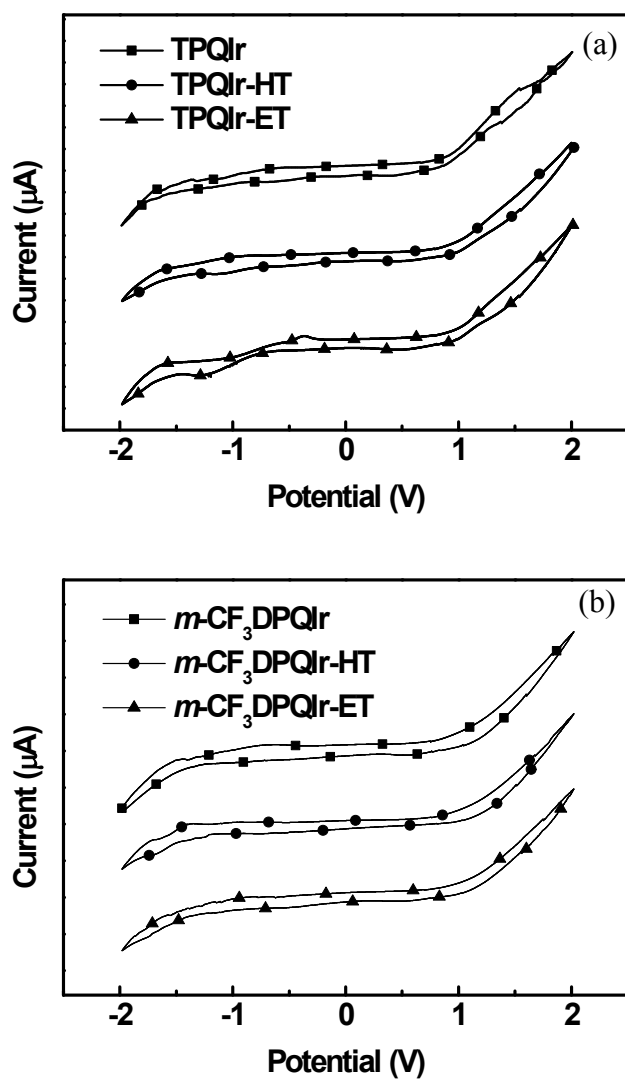 (a)
TPQIr
TPQIr-HT
TPQIr-ET
Current (μA)
-2 -1 0 1 2
Potential (V)
(b)
m-CF₃DPQIr
m-CF₃DPQIr-HT
m-CF₃DPQIr-ET
Current (μA)
-2 -1 0 1 2
Potential (V)